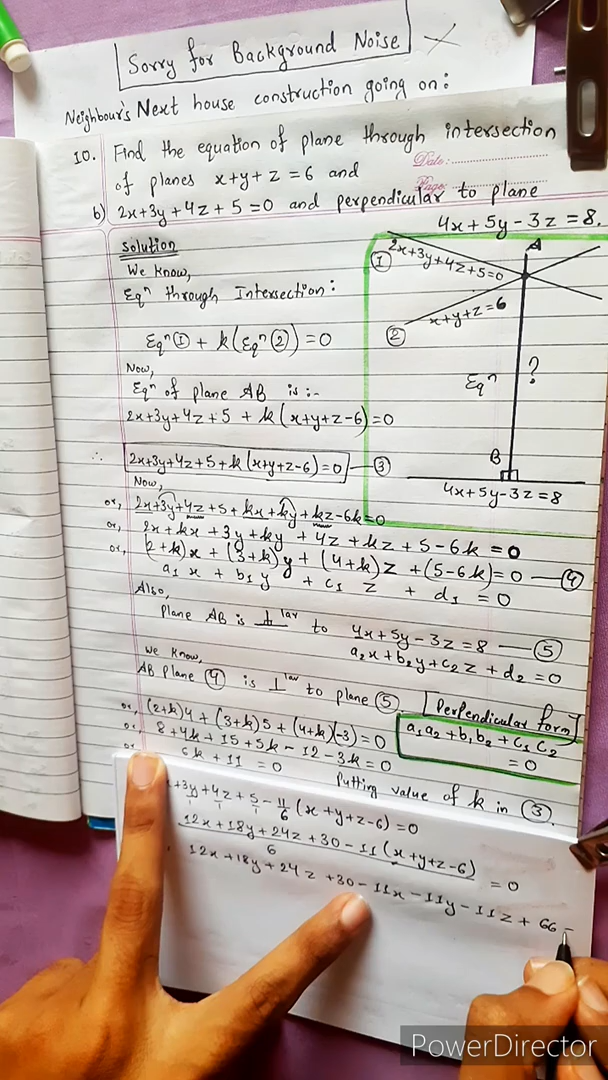 Sorry for Background Noise
Neighbour's Next house construction going on:
10. Find the equation of plane through intersection
Date:
of planes x+y+z = 6 and
Page:
b) 2x+3y+4z+5=0 and perpendicular to plane
4x+5y-3z=8.
Solution
We Know,
Eqⁿ through Intersection:
Eqⁿ① + k(Eqⁿ②) = 0
Now,
Eqⁿ of plane AB is :-
2x+3y+4z+5 + k(x+y+z-6)=0
∴ 2x+3y+4z+5+k(x+y+z-6)=0 — ③
Now,
or, 2x+3y+4z+5+kx+ky+kz-6k=0
or, 2x+kx+3y+ky+4z+kz+5-6k=0
or, (2+k)x+(3+k)y+(4+k)z+(5-6k)=0 — ④
a₁x + b₁y + c₁z + d₁ = 0
Also,
Plane AB is ⊥lar to 4x+5y-3z=8 — ⑤
a₂x+b₂y+c₂z+d₂=0
We know,
AB Plane ④ is ⊥lar to plane ⑤.
[Perpendicular form]
a₁a₂+b₁b₂+c₁c₂
=0
or, (2+k)4+(3+k)5+(4+k)(-3)=0
or, 8+4k+15+5k-12-3k=0
or 6k+11 = 0
Putting value of k in ③.
x+3y+4z+5-11/6(x+y+z-6)=0
12x+18y+24z+30-11(x+y+z-6)/6 = 0
12x+18y+24z+30-11x-11y-11z+66 =
A
① 2x+3y+4z+5=0
② x+y+z=6
Eqⁿ ?
B
4x+5y-3z=8
PowerDirector